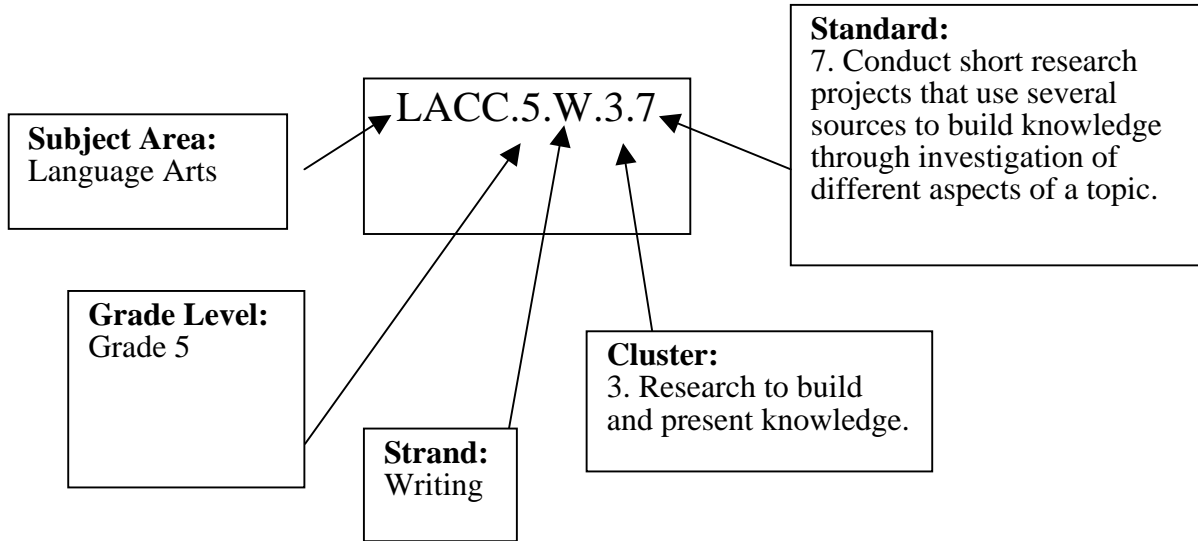 Standard:
7. Conduct short research
projects that use several
sources to build knowledge
through investigation of
different aspects of a topic.
LACC.5.W.3.7
Subject Area:
Language Arts
Grade Level:
Grade 5
Cluster:
3. Research to build
and present knowledge.
Strand:
Writing